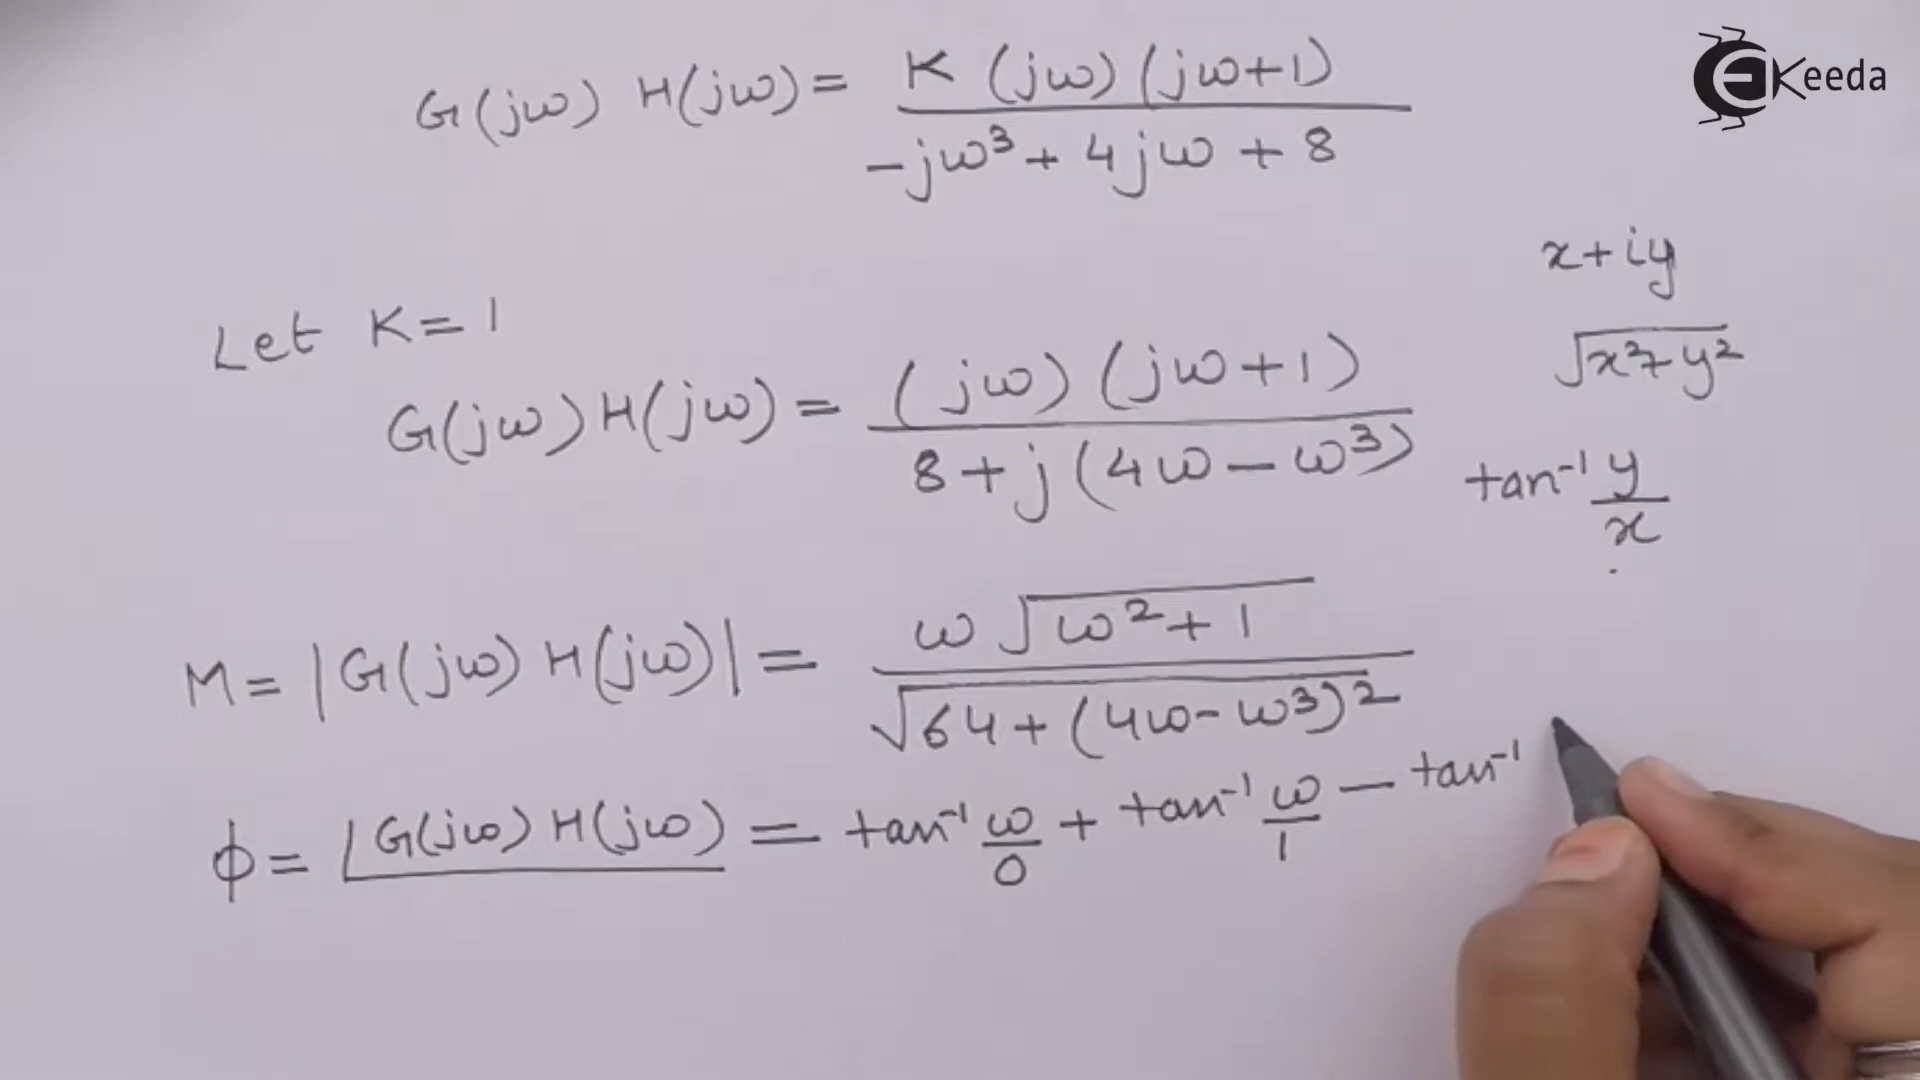 EKeeda
G(jω) H(jω) = K (jω) (jω+1) / -jω³ + 4jω + 8
x+iy
Let K = 1
√x²+y²
G(jω) H(jω) = (jω) (jω+1) / 8+j(4ω-ω³)
tan⁻¹ y/x
M = |G(jω) H(jω)| = ω√ω²+1 / √64+(4ω-ω³)²
ϕ = ∠G(jω) H(jω) = tan⁻¹ ω/0 + tan⁻¹ ω/1 - tan⁻¹